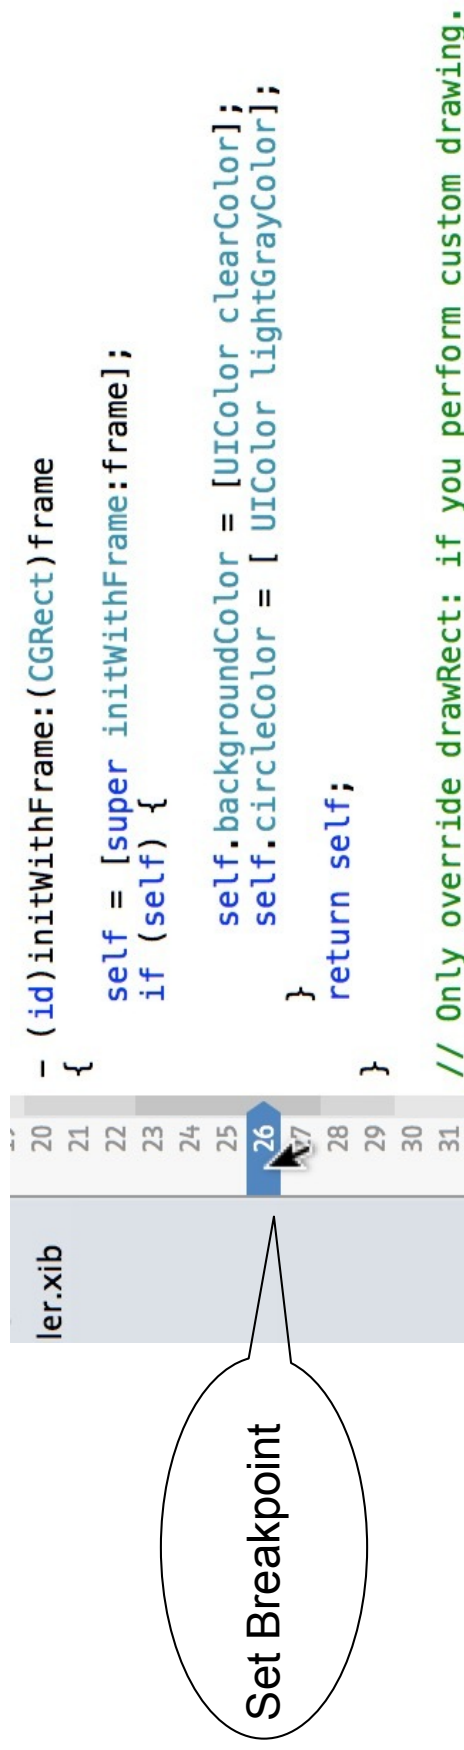 ler.xib
20 - (id)initWithFrame:(CGRect)frame
21 {
22 self = [super initWithFrame:frame];
23 if (self) {
24
25 self.backgroundColor = [UIColor clearColor];
26 self.circleColor = [ UIColor lightGrayColor];
27 }
28 return self;
29 }
30
31 // Only override drawRect: if you perform custom drawing.
Set Breakpoint